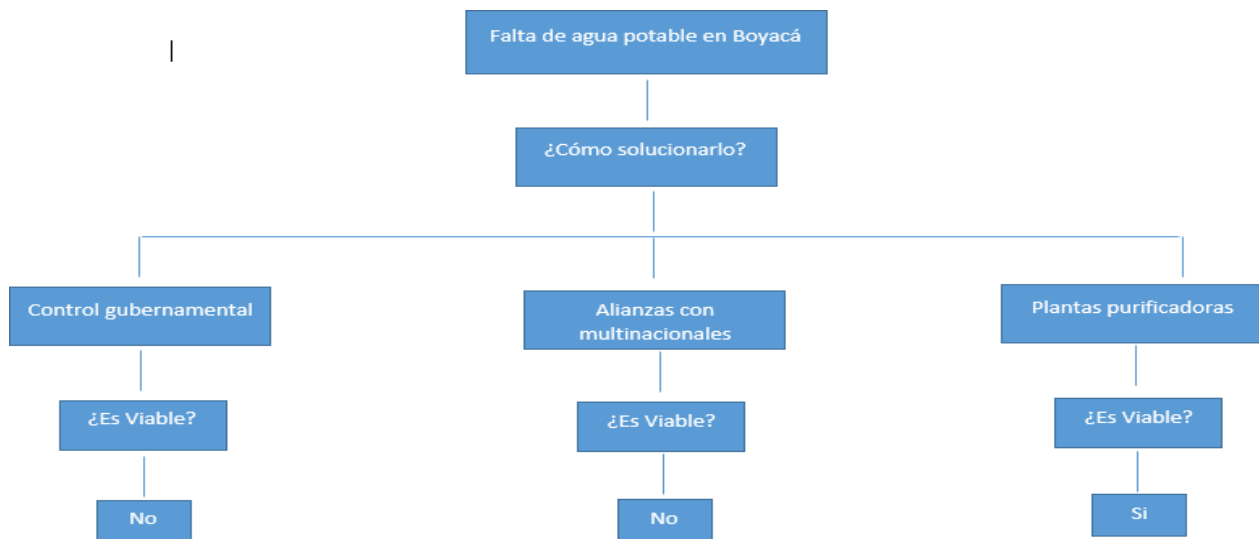 Falta de agua potable en Boyacá
¿Cómo solucionarlo?
Control gubernamental
Alianzas con
multinacionales
Plantas purificadoras
¿Es Viable?
¿Es Viable?
¿Es Viable?
No
No
Si